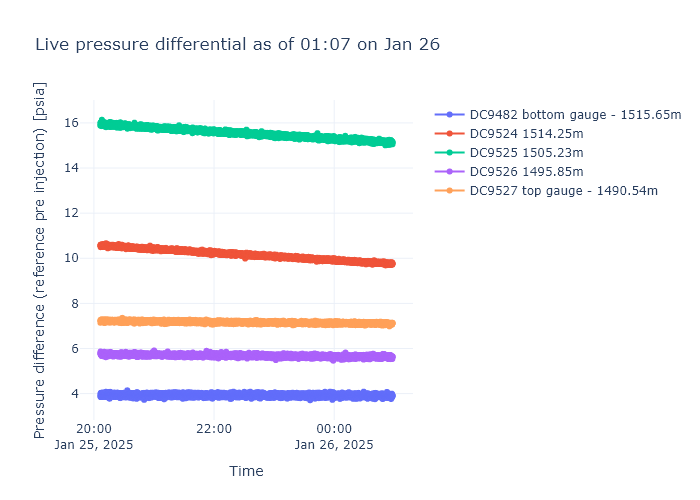 Live pressure differential as of 01:07 on Jan 26
Pressure difference (reference pre injection) [psia]
16
14
12
10
8
6
4
20:00
Jan 25, 2025
22:00
00:00
Jan 26, 2025
Time
DC9482 bottom gauge - 1515.65m
DC9524 1514.25m
DC9525 1505.23m
DC9526 1495.85m
DC9527 top gauge - 1490.54m